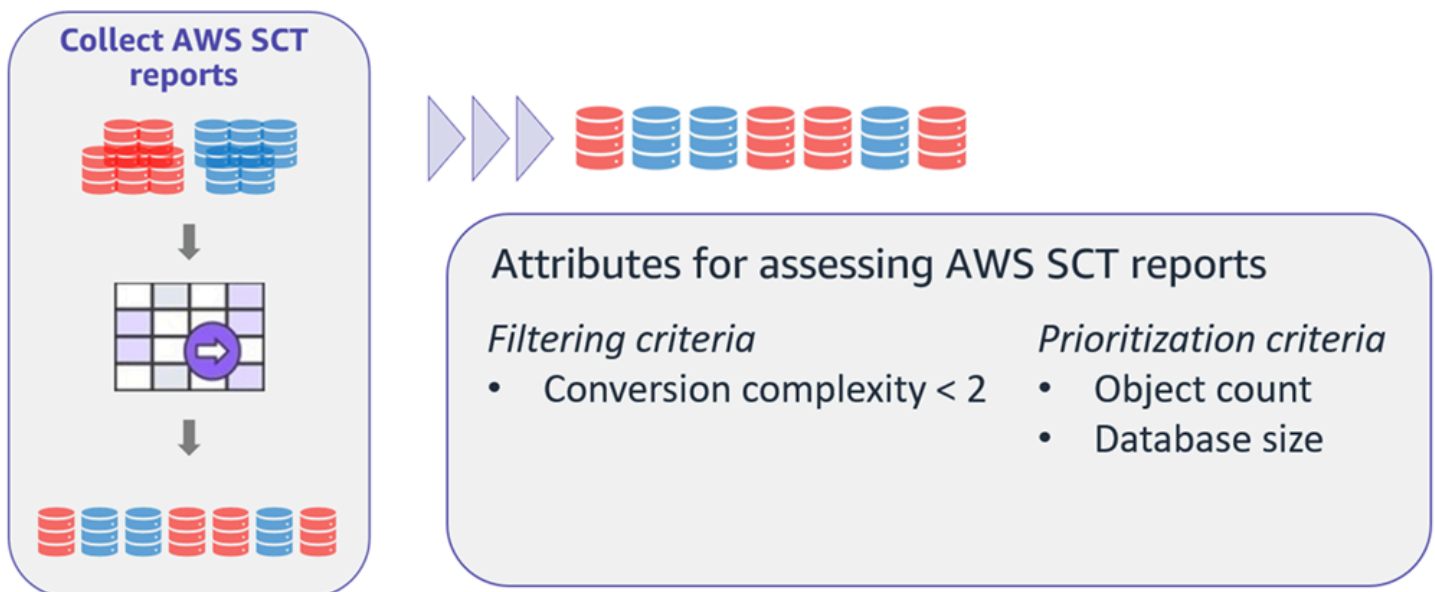 Collect AWS SCT
reports
Attributes for assessing AWS SCT reports
Filtering criteria
• Conversion complexity < 2
Prioritization criteria
• Object count
• Database size